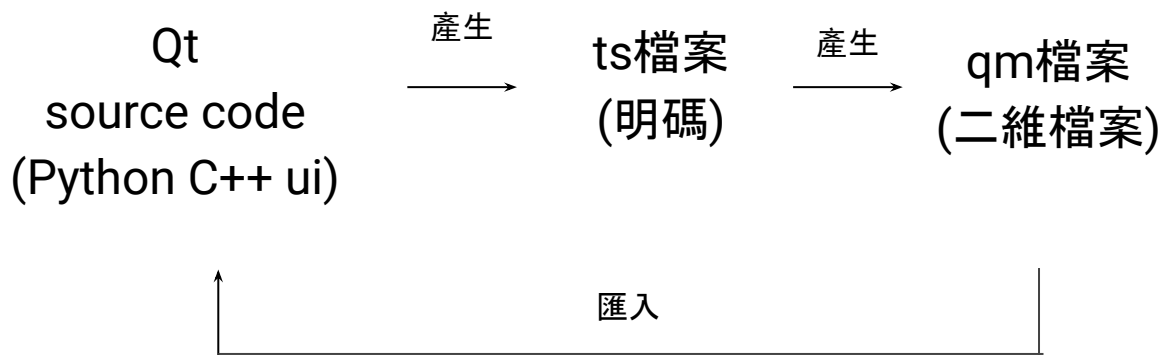 Qt
source code
(Python C++ ui)
產生
ts檔案
(明碼)
產生
qm檔案
(二維檔案)
匯入